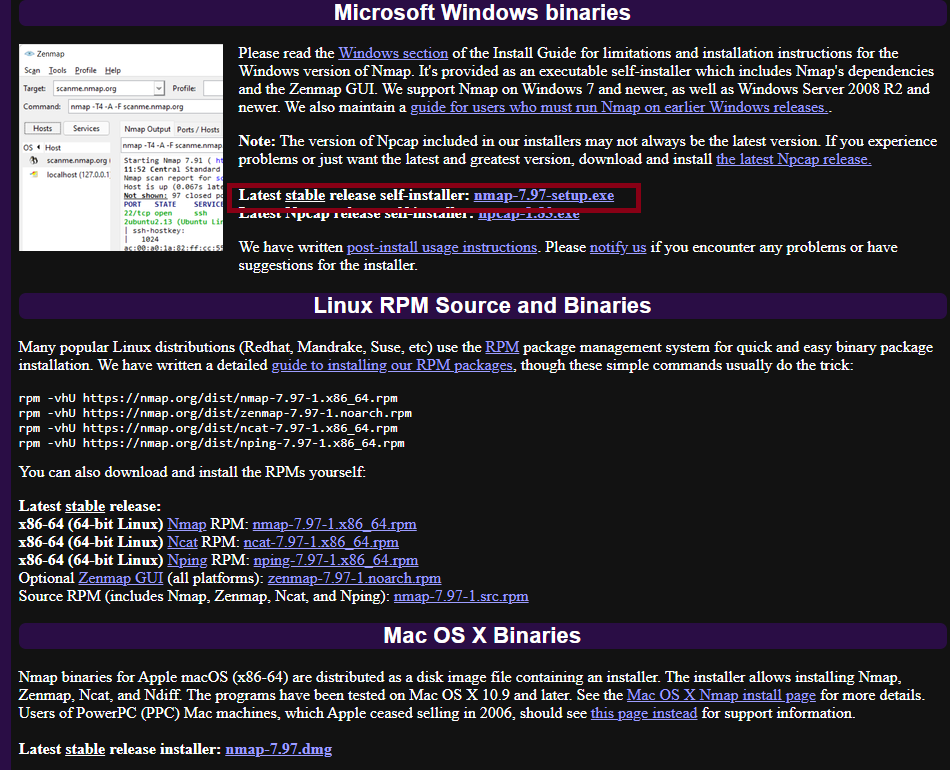 Microsoft Windows binaries
Zenmap
Scan Tools Profile Help
Target: scanme.nmap.org Profile:
Command: nmap -T4 -A -F scanme.nmap.org
Hosts Services Nmap Output Ports / Hosts
OS Host nmap -T4 -A -F scanme.nmap.
scanme.nmap.org Starting Nmap 7.91 ( ht
localhost (127.0.0.1 11:52 Central Standard
Nmap scan report for sc
Host is up (0.067s late
Not shown: 97 closed po
PORT STATE SERVICE
22/tcp open ssh
2ubuntu2.13 (Ubuntu Lin
| ssh-hostkey:
| 1024
ac:00:a0:1a:82:ff:cc:55
Please read the Windows section of the Install Guide for limitations and installation instructions for the
Windows version of Nmap. It's provided as an executable self-installer which includes Nmap's dependencies
and the Zenmap GUI. We support Nmap on Windows 7 and newer, as well as Windows Server 2008 R2 and
newer. We also maintain a guide for users who must run Nmap on earlier Windows releases..
Note: The version of Npcap included in our installers may not always be the latest version. If you experience
problems or just want the latest and greatest version, download and install the latest Npcap release.
Latest stable release self-installer: nmap-7.97-setup.exe
Latest Npcap release self-installer: npcap-1.83.exe
We have written post-install usage instructions. Please notify us if you encounter any problems or have
suggestions for the installer.
Linux RPM Source and Binaries
Many popular Linux distributions (Redhat, Mandrake, Suse, etc) use the RPM package management system for quick and easy binary package
installation. We have written a detailed guide to installing our RPM packages, though these simple commands usually do the trick:
rpm -vhU https://nmap.org/dist/nmap-7.97-1.x86_64.rpm
rpm -vhU https://nmap.org/dist/zenmap-7.97-1.noarch.rpm
rpm -vhU https://nmap.org/dist/ncat-7.97-1.x86_64.rpm
rpm -vhU https://nmap.org/dist/nping-7.97-1.x86_64.rpm
You can also download and install the RPMs yourself:
Latest stable release:
x86-64 (64-bit Linux) Nmap RPM: nmap-7.97-1.x86_64.rpm
x86-64 (64-bit Linux) Ncat RPM: ncat-7.97-1.x86_64.rpm
x86-64 (64-bit Linux) Nping RPM: nping-7.97-1.x86_64.rpm
Optional Zenmap GUI (all platforms): zenmap-7.97-1.noarch.rpm
Source RPM (includes Nmap, Zenmap, Ncat, and Nping): nmap-7.97-1.src.rpm
Mac OS X Binaries
Nmap binaries for Apple macOS (x86-64) are distributed as a disk image file containing an installer. The installer allows installing Nmap,
Zenmap, Ncat, and Ndiff. The programs have been tested on Mac OS X 10.9 and later. See the Mac OS X Nmap install page for more details.
Users of PowerPC (PPC) Mac machines, which Apple ceased selling in 2006, should see this page instead for support information.
Latest stable release installer: nmap-7.97.dmg